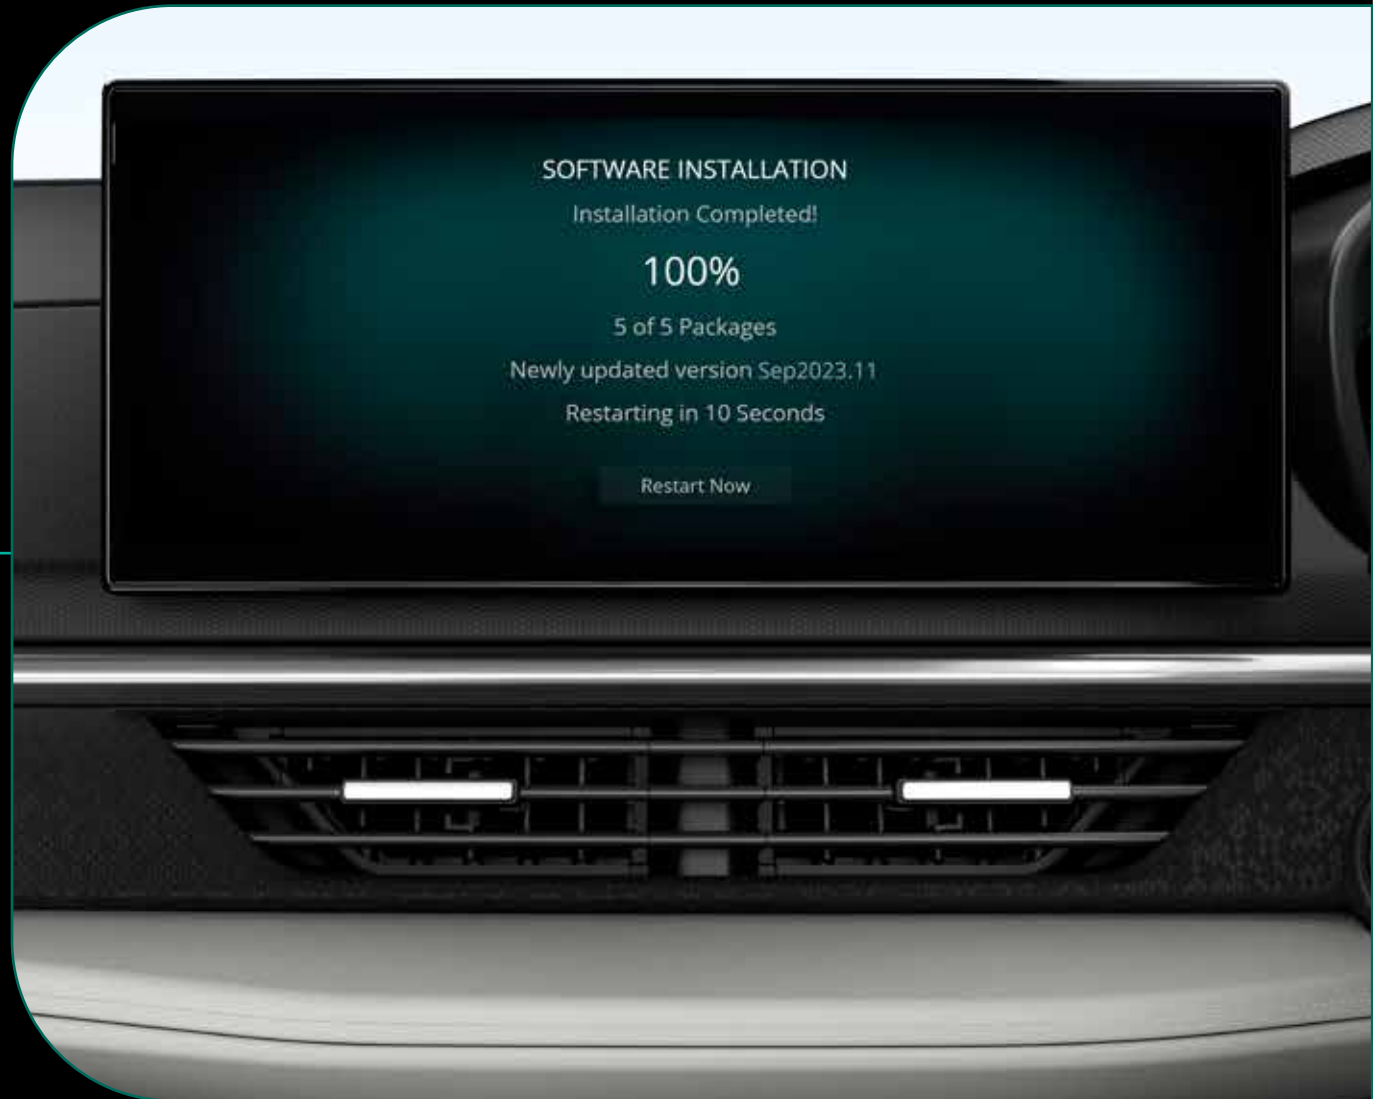 SOFTWARE INSTALLATION
Installation Completed!
100%
5 of 5 Packages
Newly updated version Sep2023.11
Restarting in 10 Seconds
Restart Now